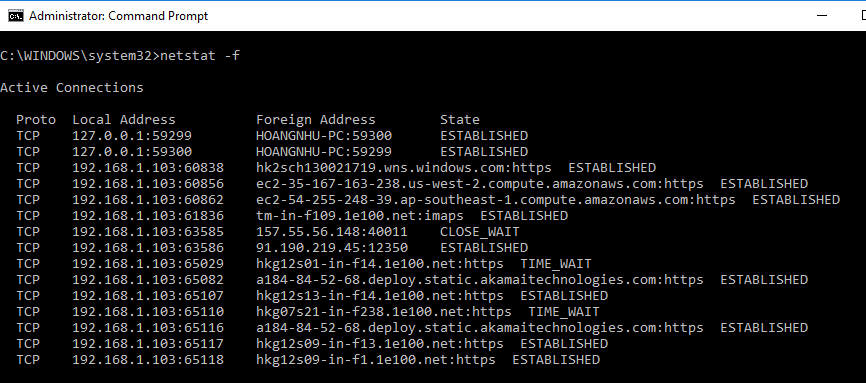 Administrator: Command Prompt
C:\WINDOWS\system32>netstat -f
Active Connections
Proto  Local Address          Foreign Address        State
TCP    127.0.0.1:59299        HOANGNHU-PC:59300      ESTABLISHED
TCP    127.0.0.1:59300        HOANGNHU-PC:59299      ESTABLISHED
TCP    192.168.1.103:60838    hk2sch130021719.wns.windows.com:https  ESTABLISHED
TCP    192.168.1.103:60856    ec2-35-167-163-238.us-west-2.compute.amazonaws.com:https  ESTABLISHED
TCP    192.168.1.103:60862    ec2-54-255-248-39.ap-southeast-1.compute.amazonaws.com:https  ESTABLISHED
TCP    192.168.1.103:61836    tm-in-f109.1e100.net:imaps  ESTABLISHED
TCP    192.168.1.103:63585    157.55.56.148:40011    CLOSE_WAIT
TCP    192.168.1.103:63586    91.190.219.45:12350    ESTABLISHED
TCP    192.168.1.103:65029    hkg12s01-in-f14.1e100.net:https  TIME_WAIT
TCP    192.168.1.103:65082    a184-84-52-68.deploy.static.akamaitechnologies.com:https  ESTABLISHED
TCP    192.168.1.103:65107    hkg12s13-in-f14.1e100.net:https  ESTABLISHED
TCP    192.168.1.103:65110    hkg07s21-in-f238.1e100.net:https  TIME_WAIT
TCP    192.168.1.103:65116    a184-84-52-68.deploy.static.akamaitechnologies.com:https  ESTABLISHED
TCP    192.168.1.103:65117    hkg12s09-in-f13.1e100.net:https  ESTABLISHED
TCP    192.168.1.103:65118    hkg12s09-in-f1.1e100.net:https  ESTABLISHED